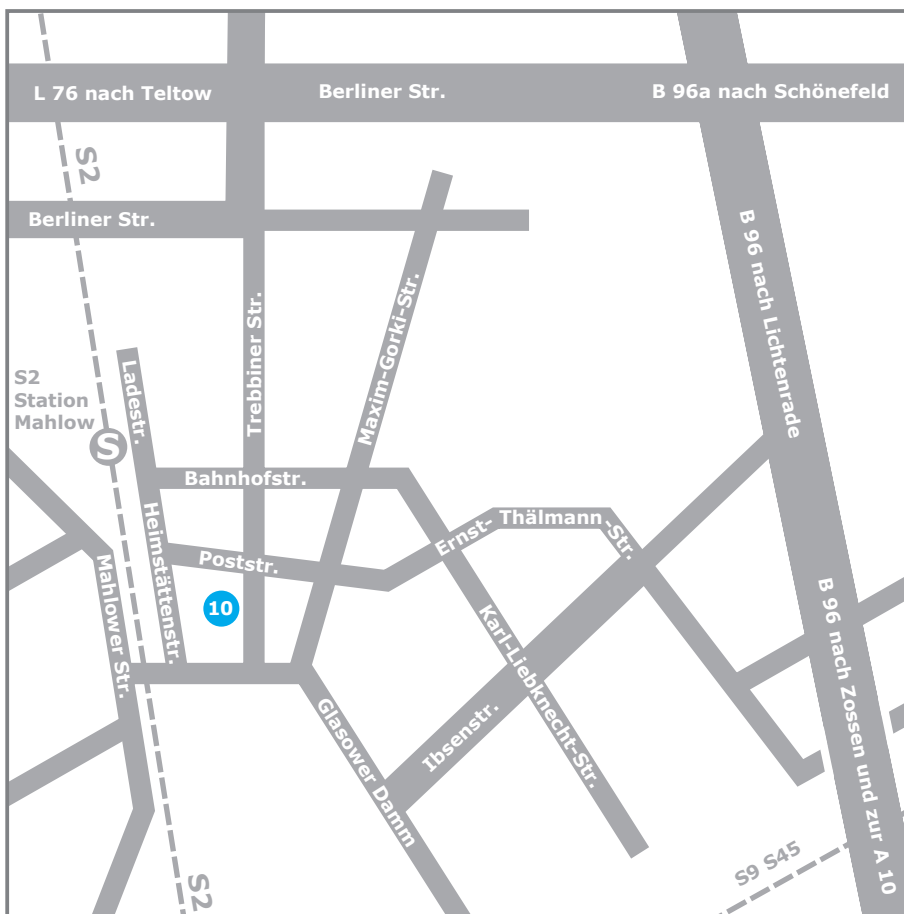 L 76 nach Teltow
Berliner Str.
B 96a nach Schönefeld
S2
Berliner Str.
B 96 nach Lichtenrade
Trebbiner Str.
Maxim-Gorki-Str.
Ladestr.
S2
Station
Mahlow
S
Bahnhofstr.
Heimstättenstr.
Poststr.
Ernst-Thälmann-Str.
Mahlower Str.
10
Karl-Liebknecht-Str.
Ibsenstr.
Glasower Damm
B 96 nach Zossen und zur A 10
S9 S45
S2